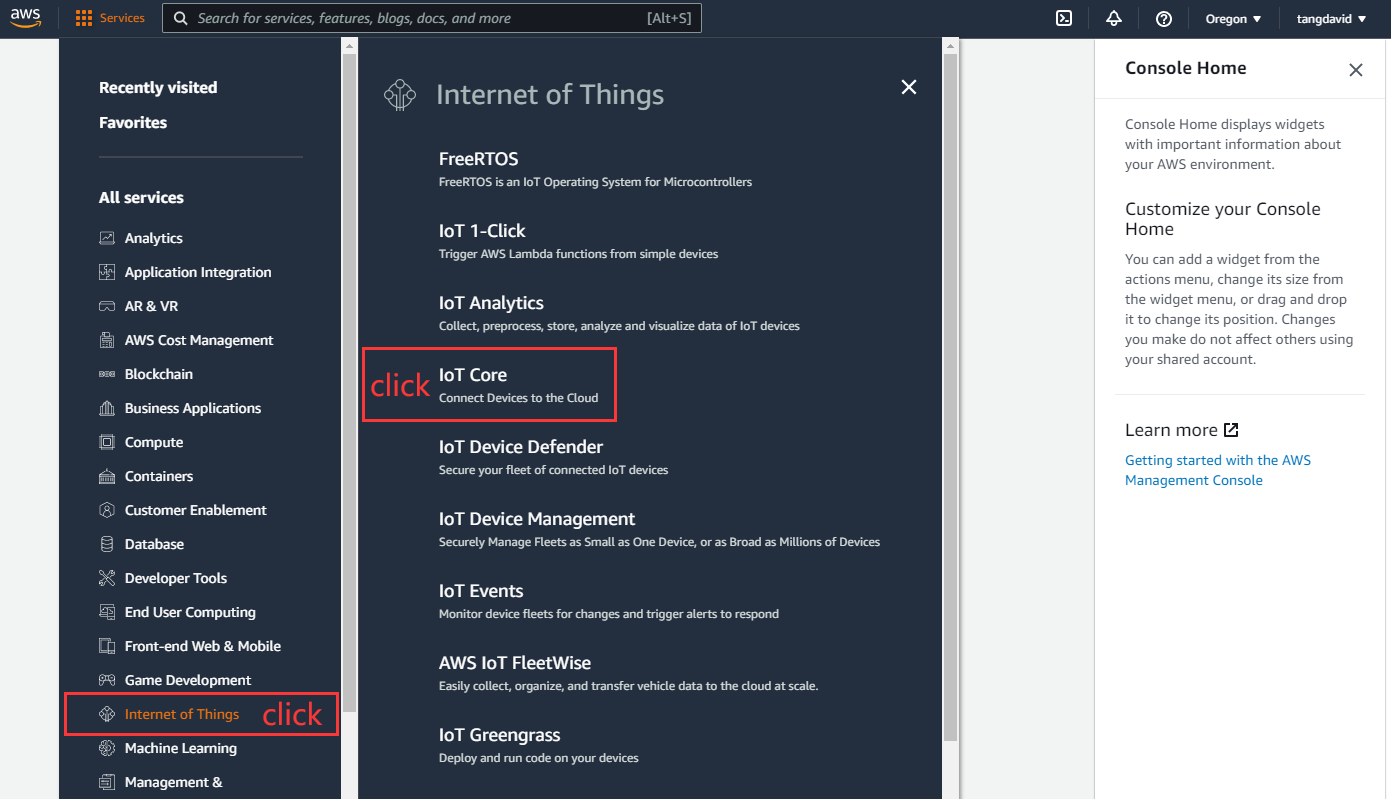 aws
Services
Search for services, features, blogs, docs, and more
[Alt+S]
Oregon ▼
tangdavid ▼
Recently visited
Favorites
All services
Analytics
Application Integration
AR & VR
AWS Cost Management
Blockchain
Business Applications
Compute
Containers
Customer Enablement
Database
Developer Tools
End User Computing
Front-end Web & Mobile
Game Development
Internet of Things
click
Machine Learning
Management &
Internet of Things
FreeRTOS
FreeRTOS is an IoT Operating System for Microcontrollers
IoT 1-Click
Trigger AWS Lambda functions from simple devices
IoT Analytics
Collect, preprocess, store, analyze and visualize data of IoT devices
click
IoT Core
Connect Devices to the Cloud
IoT Device Defender
Secure your fleet of connected IoT devices
IoT Device Management
Securely Manage Fleets as Small as One Device, or as Broad as Millions of Devices
IoT Events
Monitor device fleets for changes and trigger alerts to respond
AWS IoT FleetWise
Easily collect, organize, and transfer vehicle data to the cloud at scale.
IoT Greengrass
Deploy and run code on your devices
Console Home
Console Home displays widgets
with important information about
your AWS environment.
Customize your Console
Home
You can add a widget from the
actions menu, change its size from
the widget menu, or drag and drop
it to change its position. Changes
you make do not affect others using
your shared account.
Learn more
Getting started with the AWS
Management Console